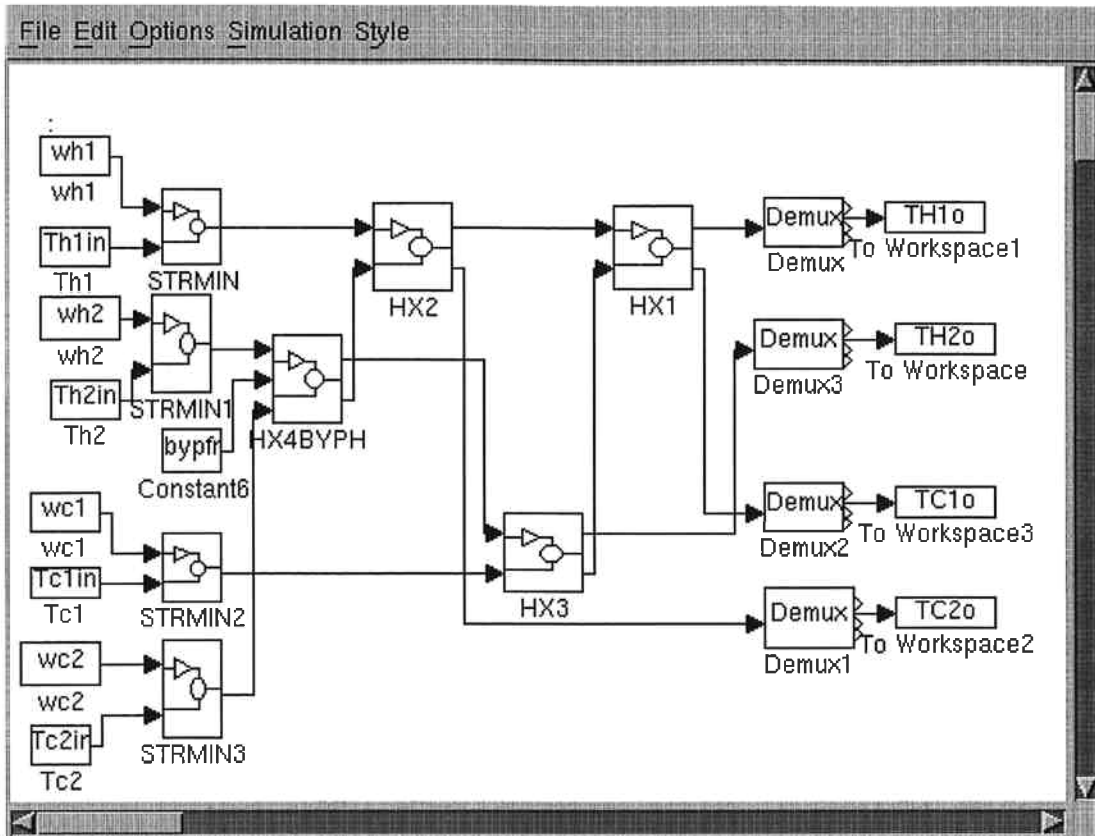 File Edit Options Simulation Style
:
wh1
wh1
Th1in
Th1
STRMIN
wh2
wh2
Th2in
Th2
STRMIN1
bypfr
Constant6
HX4BYPH
HX2
HX1
Demux
Demux
TH1o
To Workspace1
Demux
Demux3
TH2o
To Workspace
wc1
wc1
Tc1in
Tc1
STRMIN2
HX3
Demux
Demux2
TC1o
To Workspace3
wc2
wc2
Tc2in
Tc2
STRMIN3
Demux
Demux1
TC2o
To Workspace2